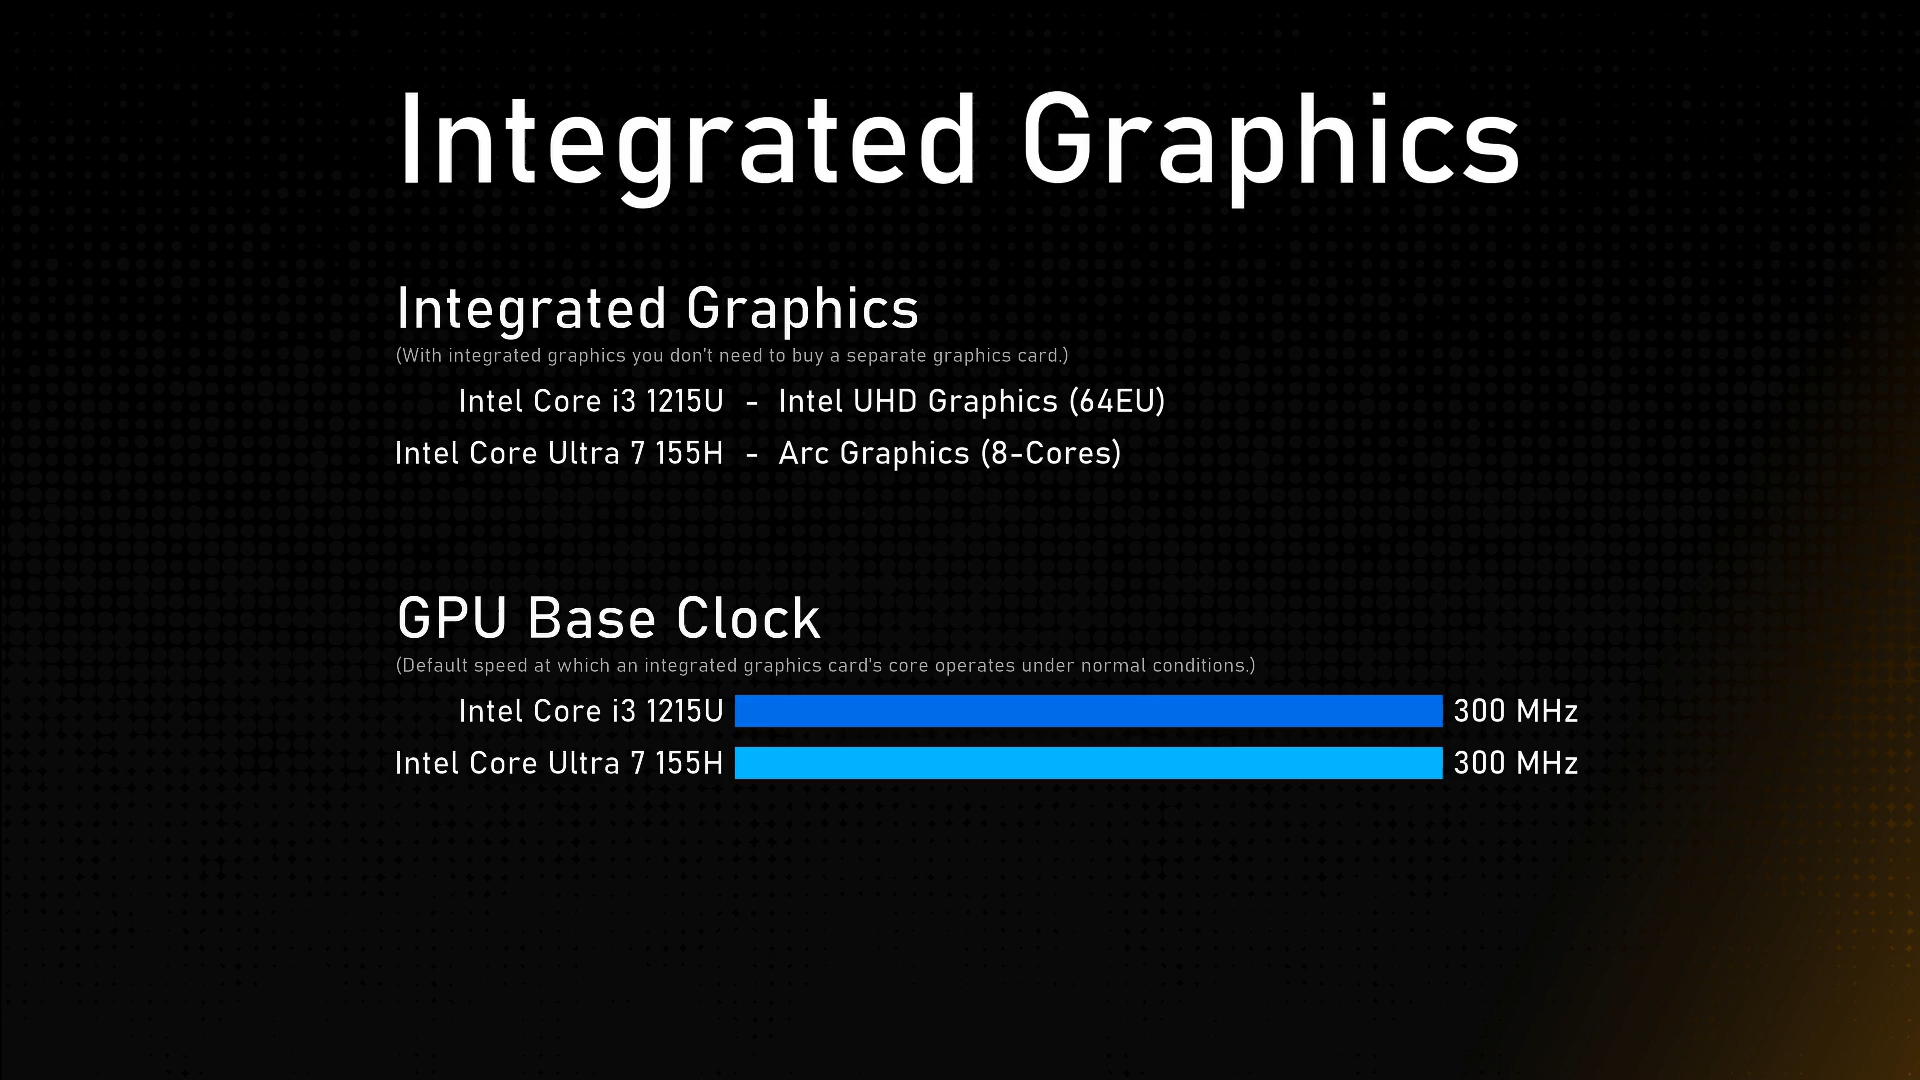 Integrated Graphics
Integrated Graphics
(With integrated graphics you don't need to buy a separate graphics card.)
Intel Core i3 1215U - Intel UHD Graphics (64EU)
Intel Core Ultra 7 155H - Arc Graphics (8-Cores)
GPU Base Clock
(Default speed at which an integrated graphics card's core operates under normal conditions.)
Intel Core i3 1215U 300 MHz
Intel Core Ultra 7 155H 300 MHz